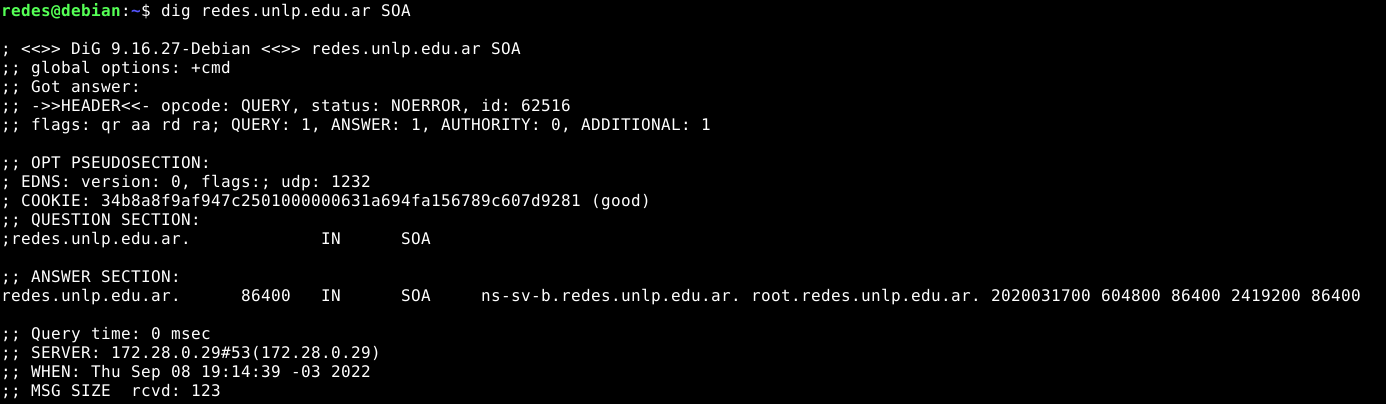 redes@debian:~$ dig redes.unlp.edu.ar SOA
; <<>> DiG 9.16.27-Debian <<>> redes.unlp.edu.ar SOA
;; global options: +cmd
;; Got answer:
;; ->>HEADER<<- opcode: QUERY, status: NOERROR, id: 62516
;; flags: qr aa rd ra; QUERY: 1, ANSWER: 1, AUTHORITY: 0, ADDITIONAL: 1
;; OPT PSEUDOSECTION:
; EDNS: version: 0, flags:; udp: 1232
; COOKIE: 34b8a8f9af947c2501000000631a694fa156789c607d9281 (good)
;; QUESTION SECTION:
;redes.unlp.edu.ar. IN SOA
;; ANSWER SECTION:
redes.unlp.edu.ar. 86400 IN SOA ns-sv-b.redes.unlp.edu.ar. root.redes.unlp.edu.ar. 2020031700 604800 86400 2419200 86400
;; Query time: 0 msec
;; SERVER: 172.28.0.29#53(172.28.0.29)
;; WHEN: Thu Sep 08 19:14:39 -03 2022
;; MSG SIZE rcvd: 123